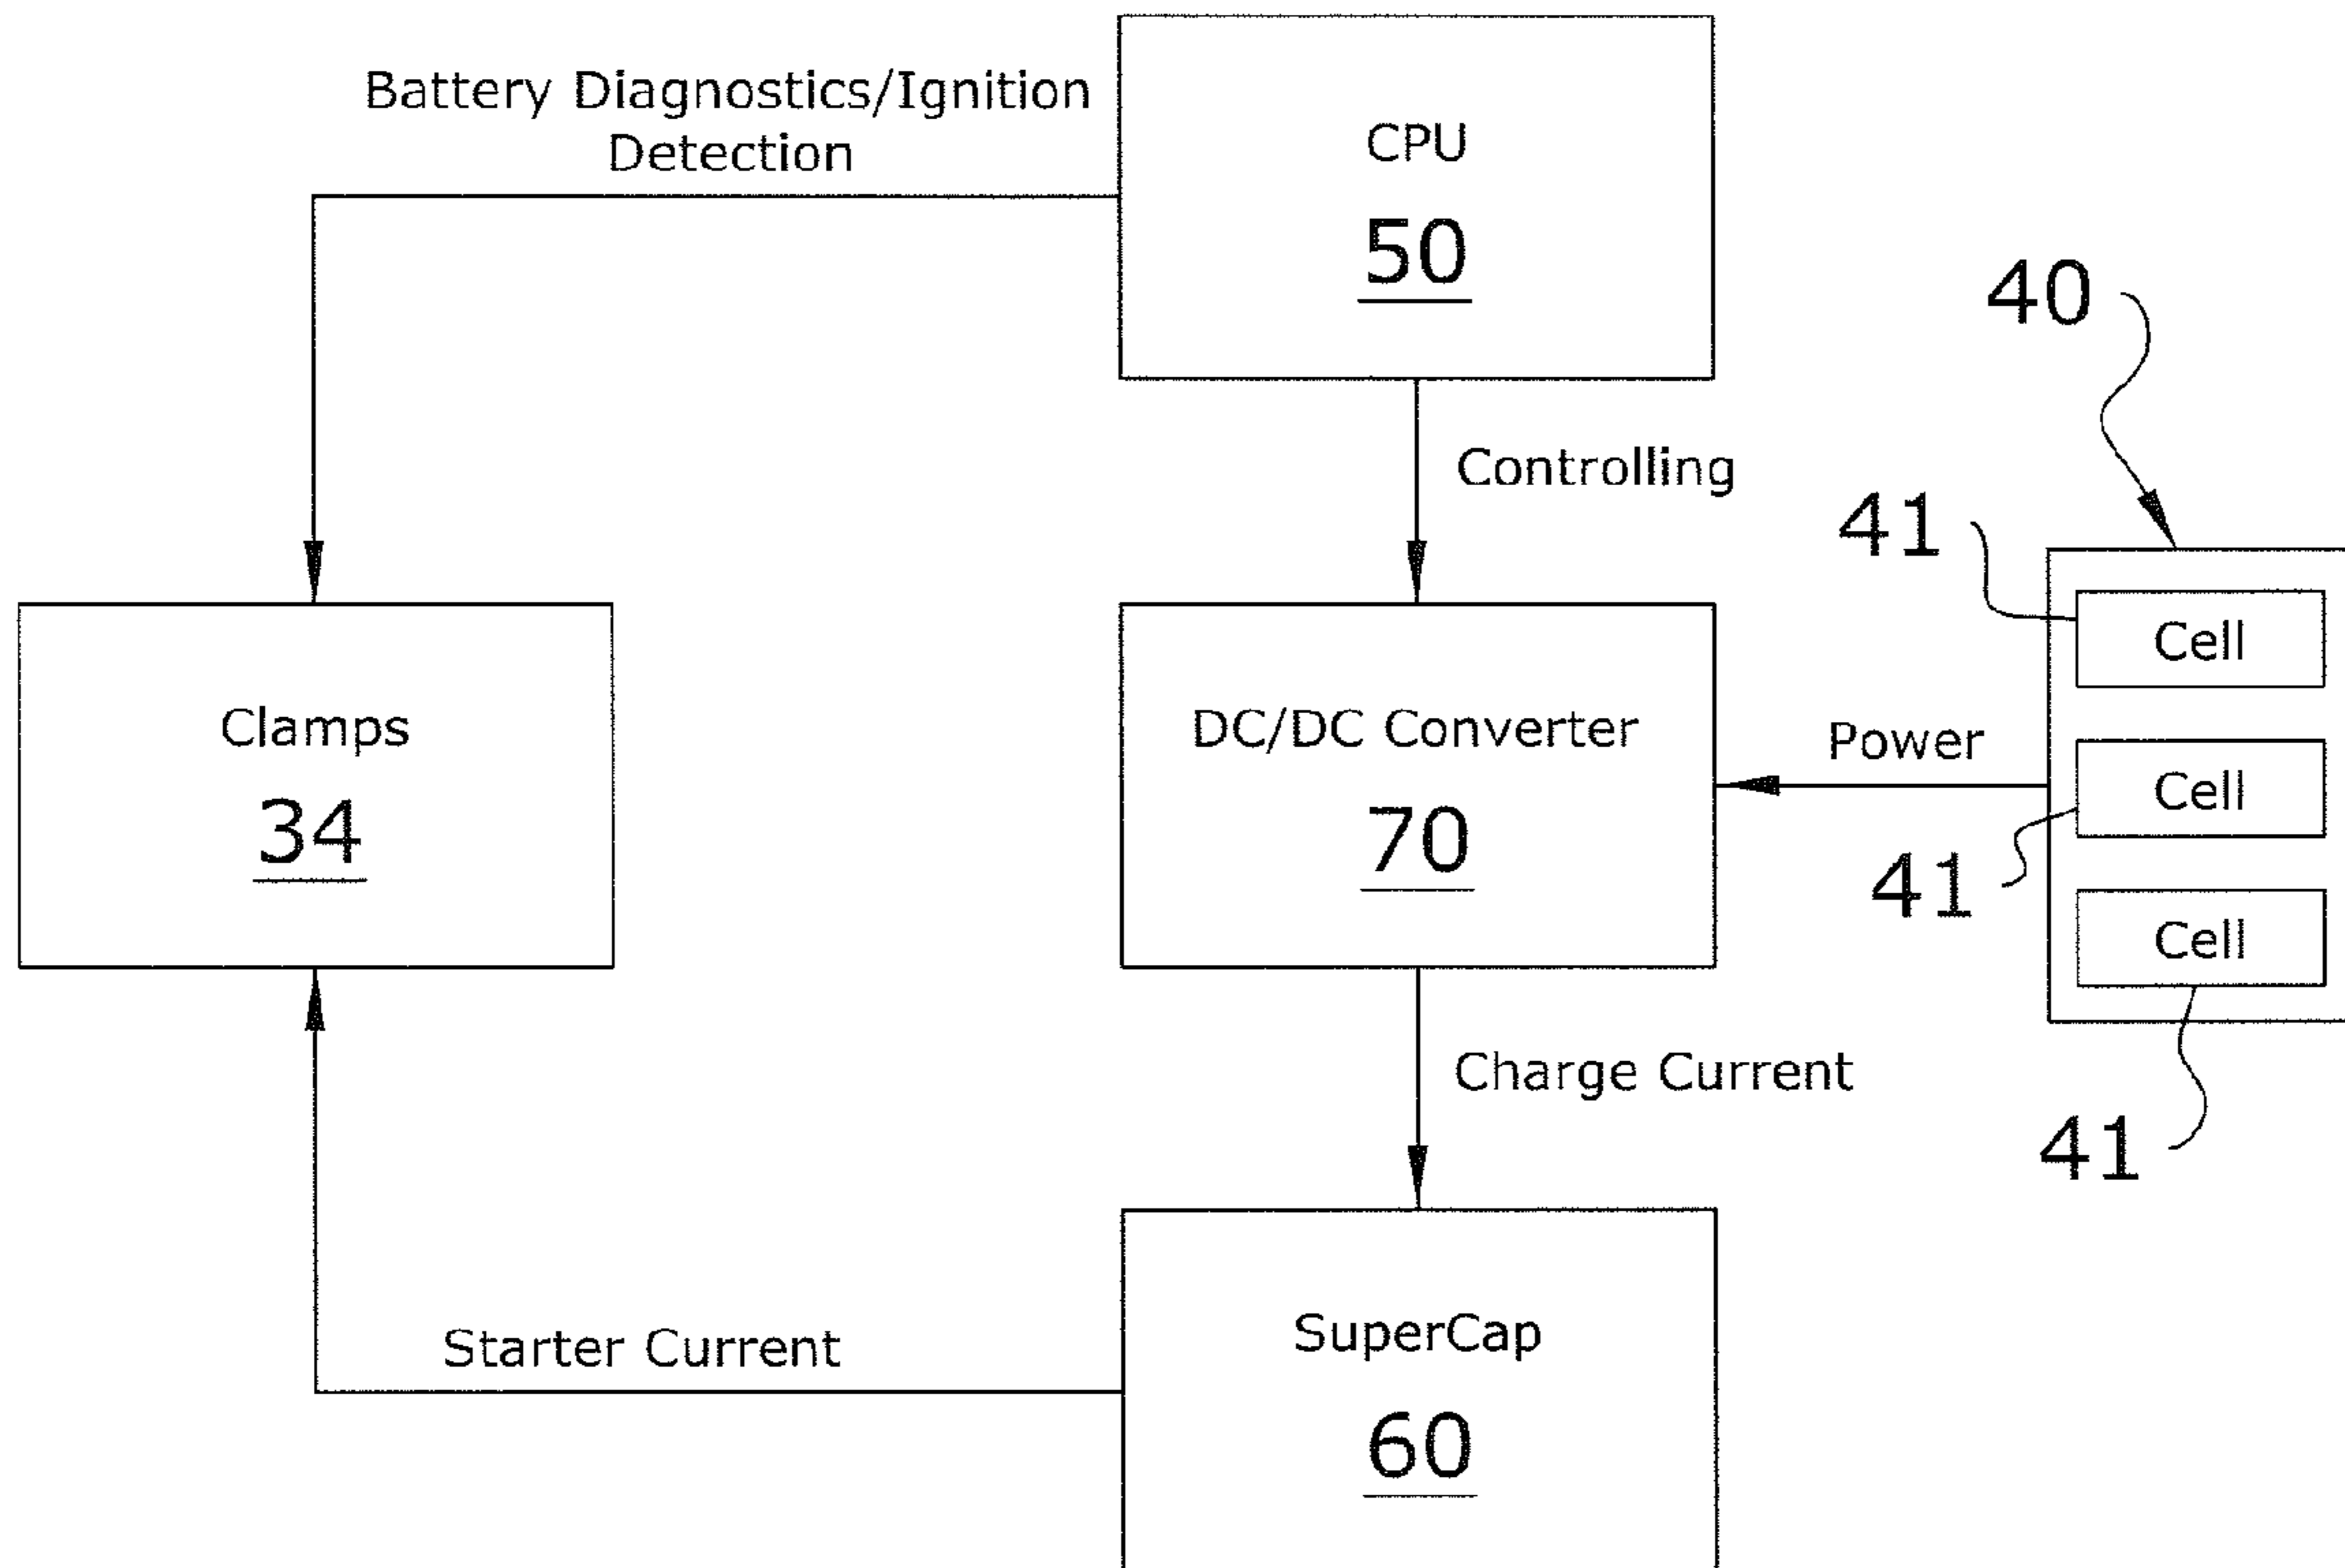 Battery Diagnostics/Ignition
Detection
CPU
50
Controlling
40
41
Cell
Clamps
34
DC/DC Converter
70
Power
Cell
41
Cell
41
Charge Current
Starter Current
SuperCap
60